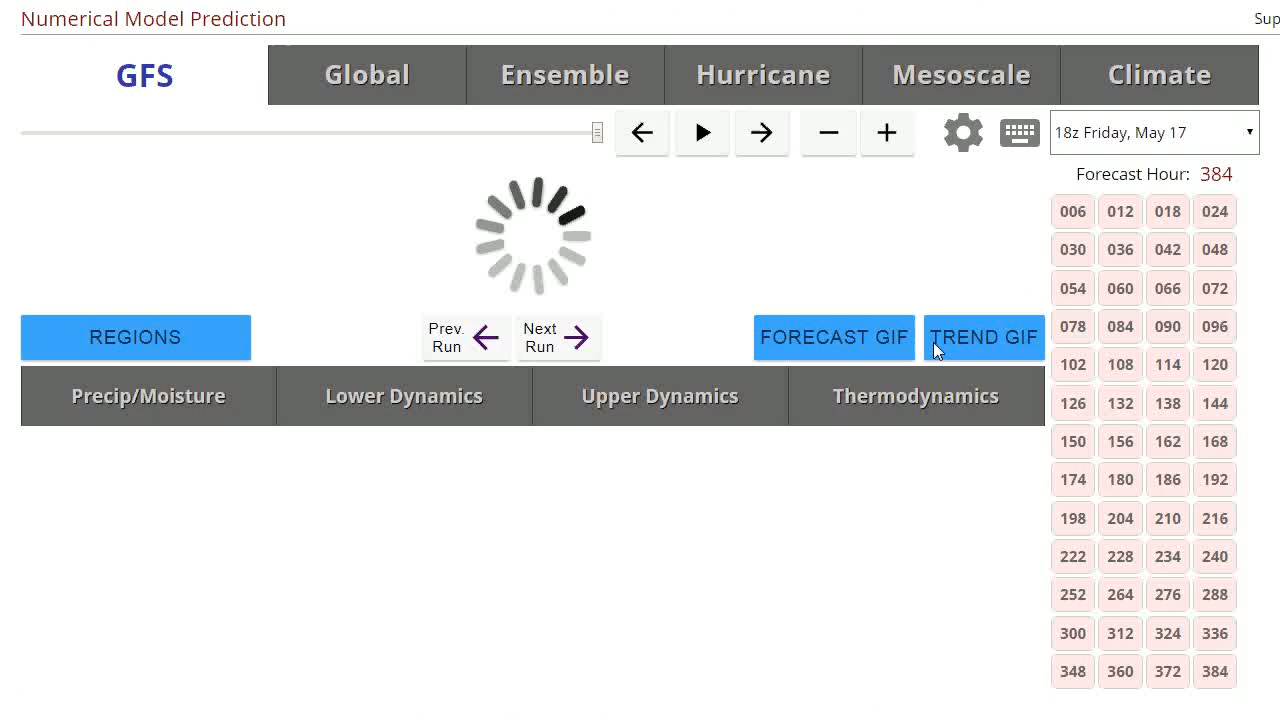 Numerical Model Prediction
Sup
GFS Global Ensemble Hurricane Mesoscale Climate
18z Friday, May 17
Forecast Hour: 384
006 012 018 024
030 036 042 048
054 060 066 072
078 084 090 096
102 108 114 120
126 132 138 144
150 156 162 168
174 180 186 192
198 204 210 216
222 228 234 240
252 264 276 288
300 312 324 336
348 360 372 384
REGIONS
Prev. Run
Next Run
FORECAST GIF TREND GIF
Precip/Moisture Lower Dynamics Upper Dynamics Thermodynamics